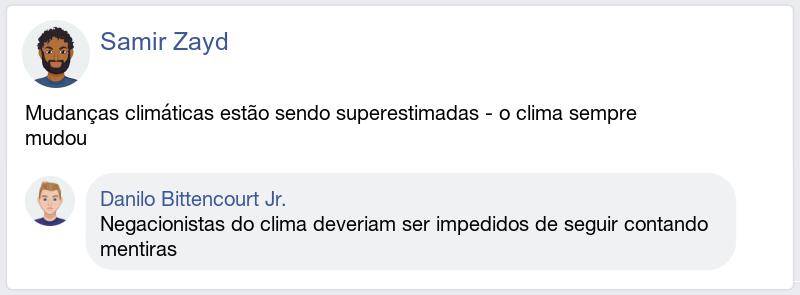 Samir Zayd
Mudanças climáticas estão sendo superestimadas - o clima sempre
mudou
Danilo Bittencourt Jr.
Negacionistas do clima deveriam ser impedidos de seguir contando
mentiras